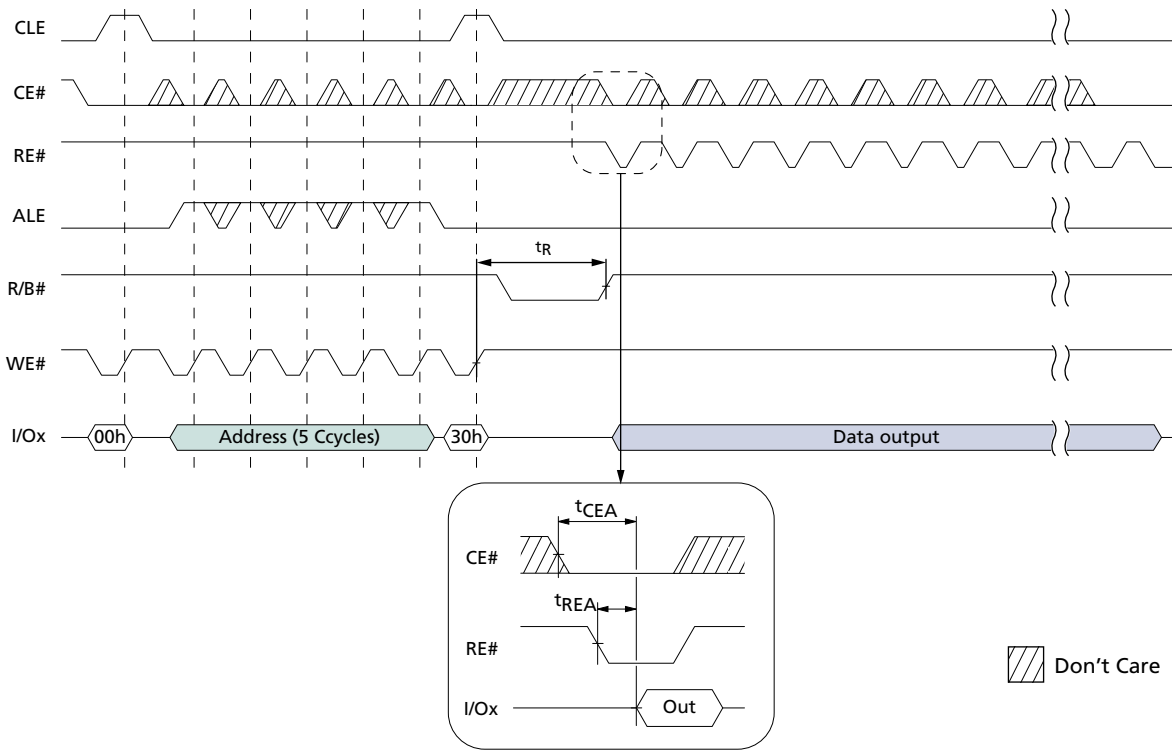 CLE
CE#
RE#
ALE
tR
R/B#
WE#
I/Ox
00h
Address (5 Ccycles)
30h
Data output
tCEA
CE#
tREA
RE#
I/Ox
Out
Don't Care